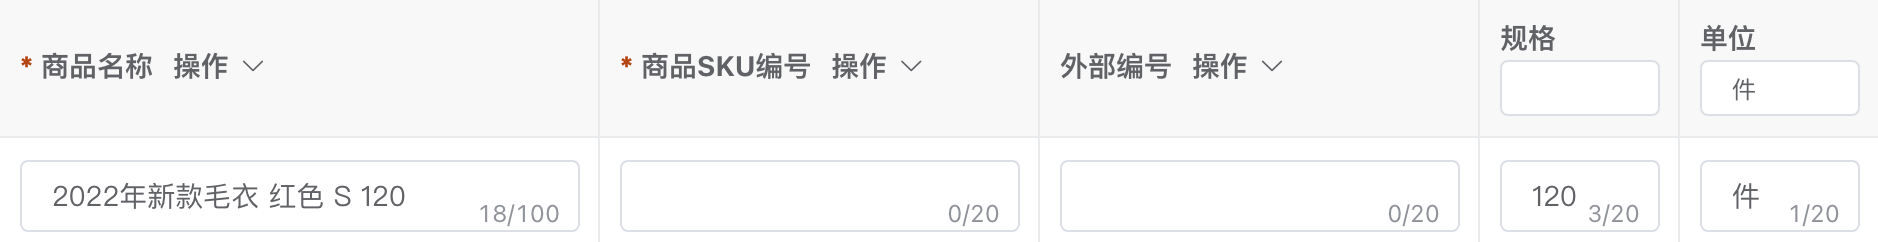 * 商品名称 操作
* 商品SKU编号 操作
外部编号 操作
规格
单位
件
2022年新款毛衣 红色 S 120
18/100
0/20
0/20
120
3/20
件
1/20